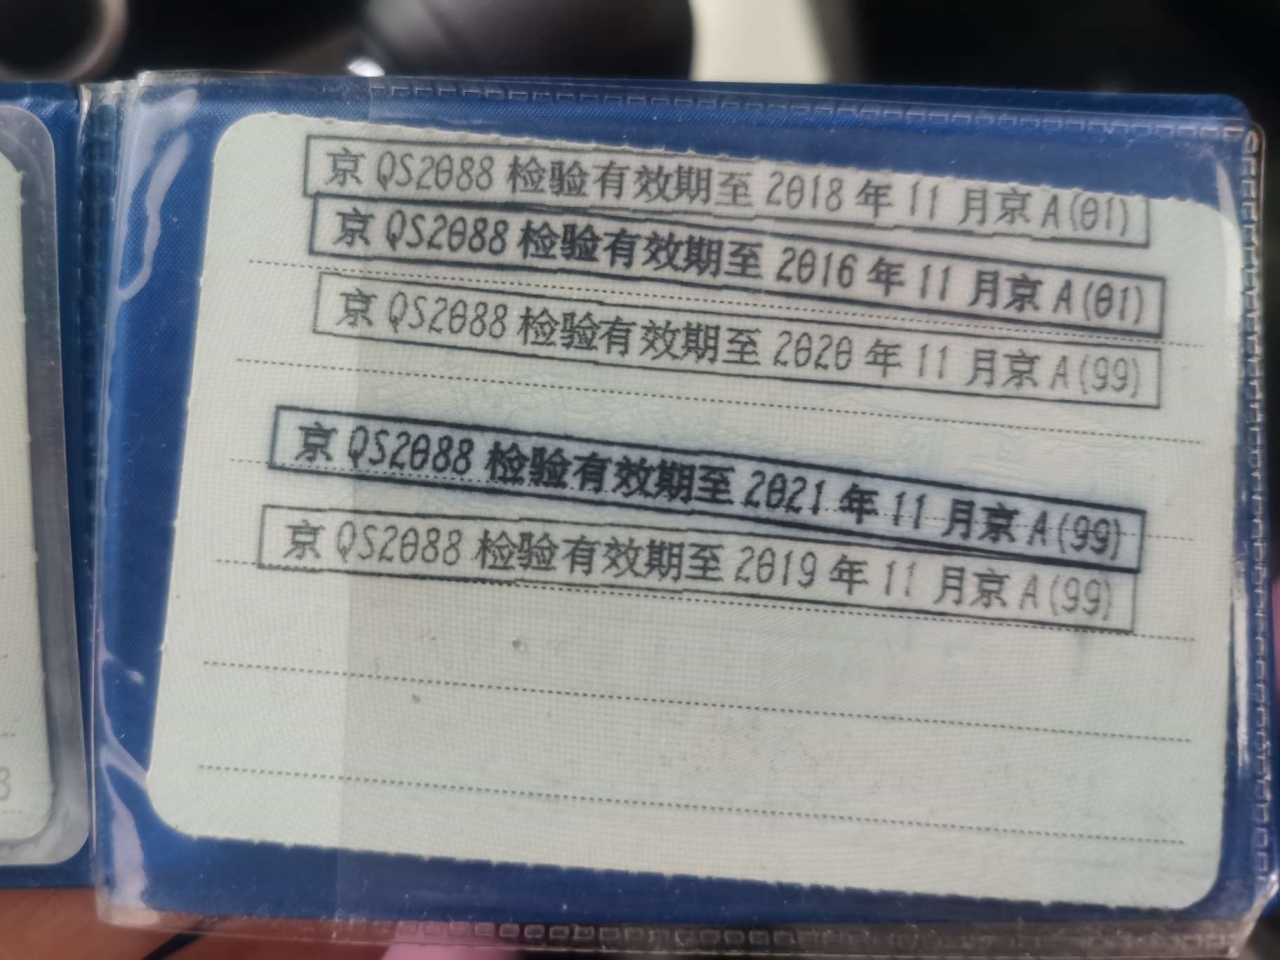 京 QS2088 检验有效期至 2018 年 11 月京 A(01)
京 QS2088 检验有效期至 2016 年 11 月京 A(01)
京 QS2088 检验有效期至 2020 年 11 月京 A(99)
京 QS2088 检验有效期至 2021 年 11 月京 A(99)
京 QS2088 检验有效期至 2019 年 11 月京 A(99)